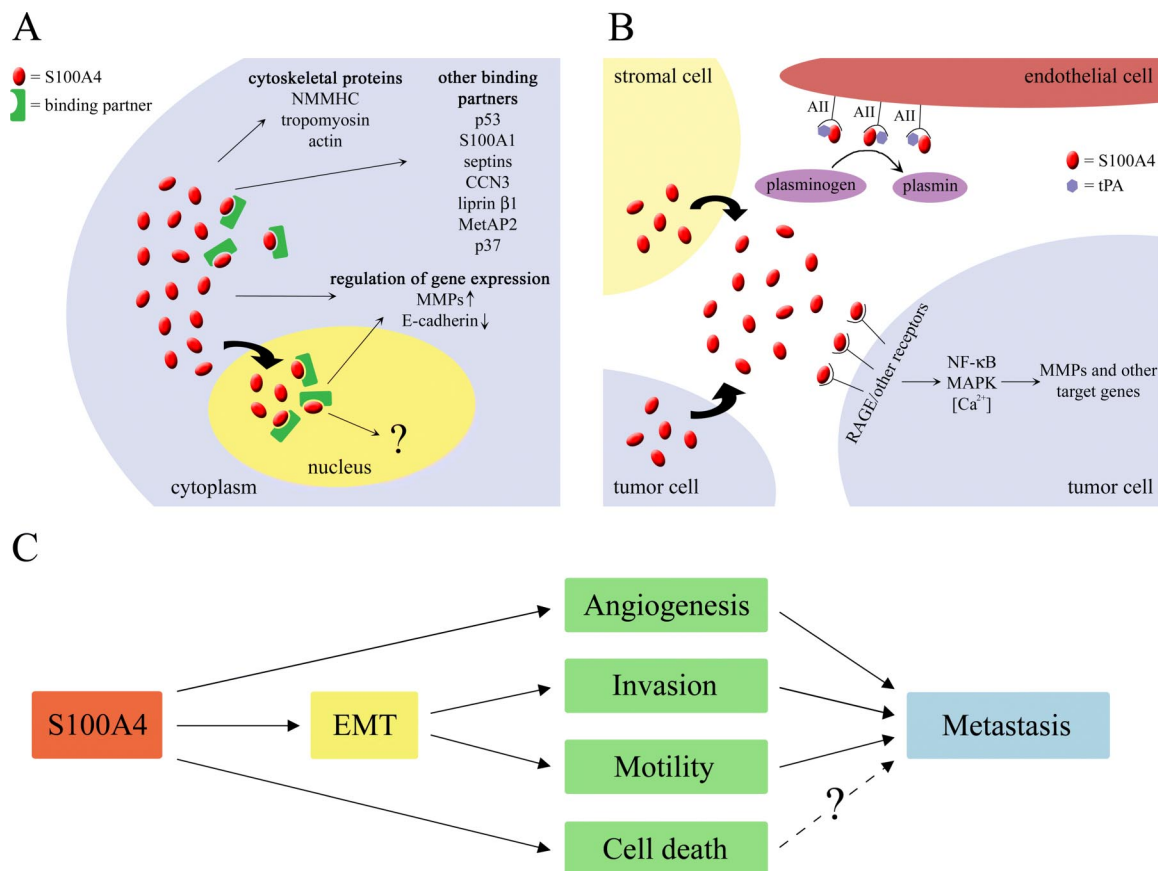 A
= S100A4
= binding partner
cytoskeletal proteins
NMMHC
tropomyosin
actin
other binding
partners
p53
S100A1
septins
CCN3
liprin β1
MetAP2
p37
regulation of gene expression
MMPs↑
E-cadherin↓
?
nucleus
cytoplasm
B
stromal cell
endothelial cell
AII
AII
AII
= S100A4
= tPA
plasminogen
plasmin
RAGE/other receptors
NF-κB
MAPK
[Ca²⁺]
MMPs and other
target genes
tumor cell
tumor cell
C
S100A4
EMT
Angiogenesis
Invasion
Motility
Cell death
?
Metastasis